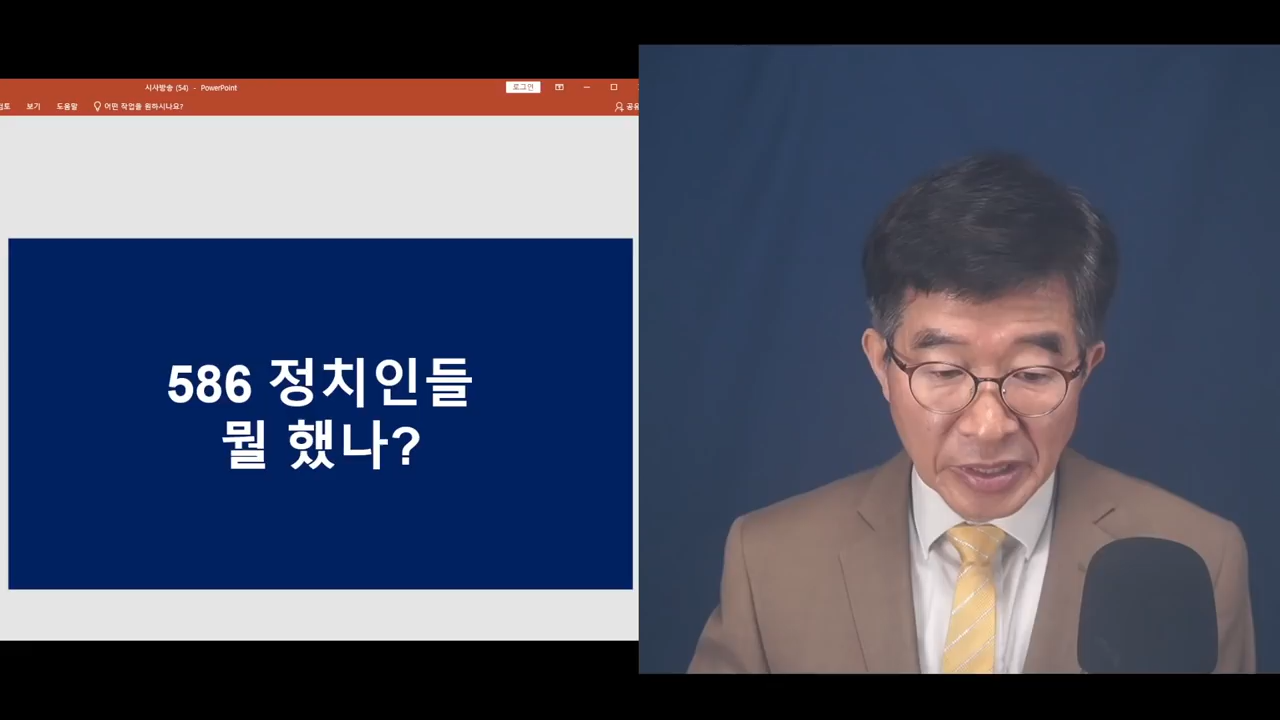 시사방송 (54) - PowerPoint
로그인
보기 도움말 어떤 작업을 원하시나요?
586 정치인들
뭘 했나?